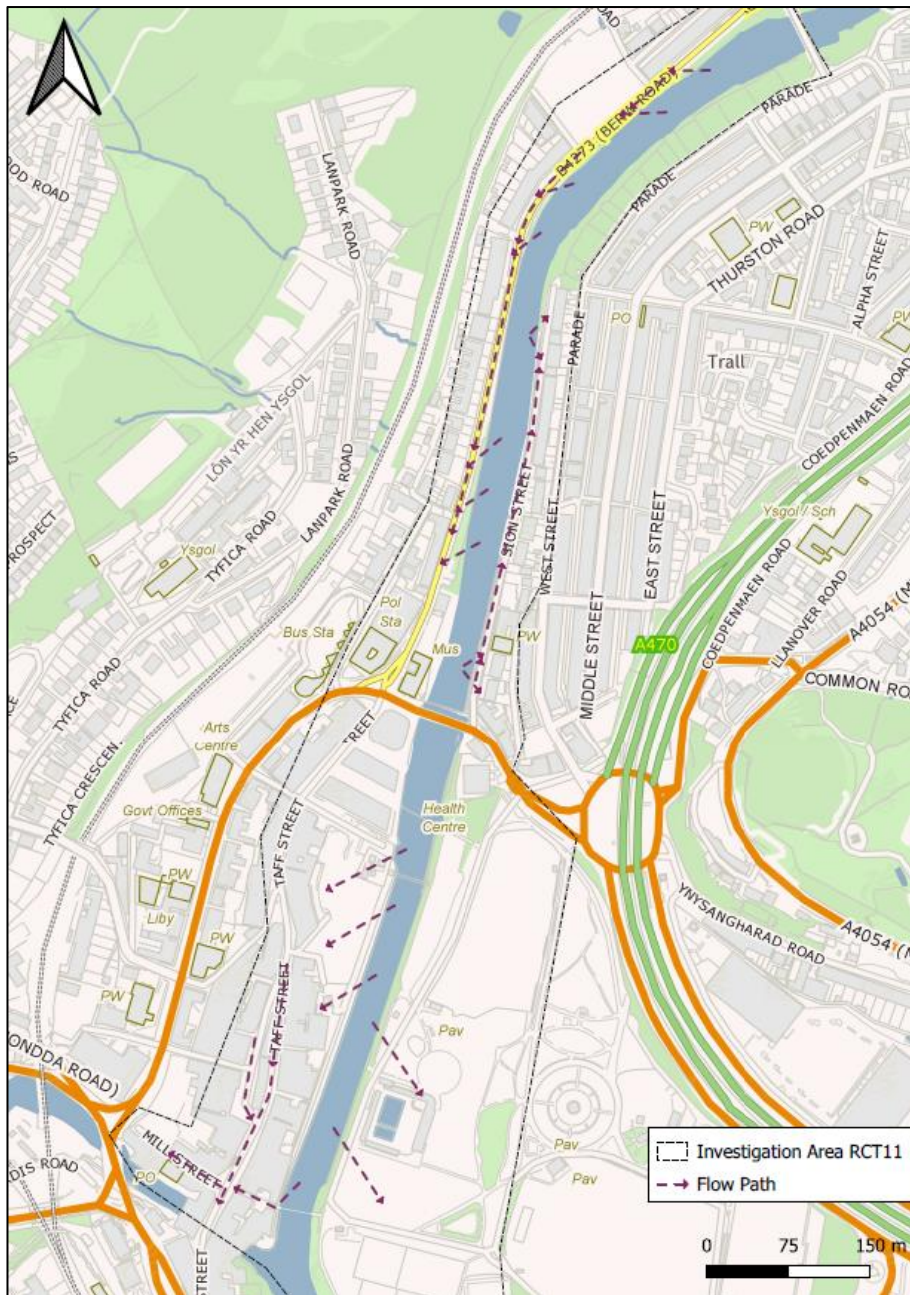 B4273 (BERW ROAD)
PARADE
LANPARK ROAD
PARADE
PW
THURSTON ROAD
ALPHA STREET
PO
PARADE
Trall
COEDPENMAEN ROAD
LÔN YR HEN YSGOL
LANPARK ROAD
PROSPECT
Ysgol
TYFICA ROAD
SION STREET
WEST STREET
EAST STREET
Ysgol / Sch
COEDPENMAEN ROAD
LLANOVER ROAD
Pol
Sta
Bus Sta
Mus
PW
MIDDLE STREET
A470
A4054
COMMON RO
TYFICA ROAD
TYFICA CRESCEN
Arts
Centre
STREET
Govt Offices
TAFF STREET
Health
Centre
PW
Liby
PW
YNYSANGHARAD ROAD
A4054
PW
TAFF STREET
Pav
ONDDA ROAD)
MILL STREET
PO
DIS ROAD
STREET
Pav
Pav
Investigation Area RCT11
Flow Path
0 75 150 m